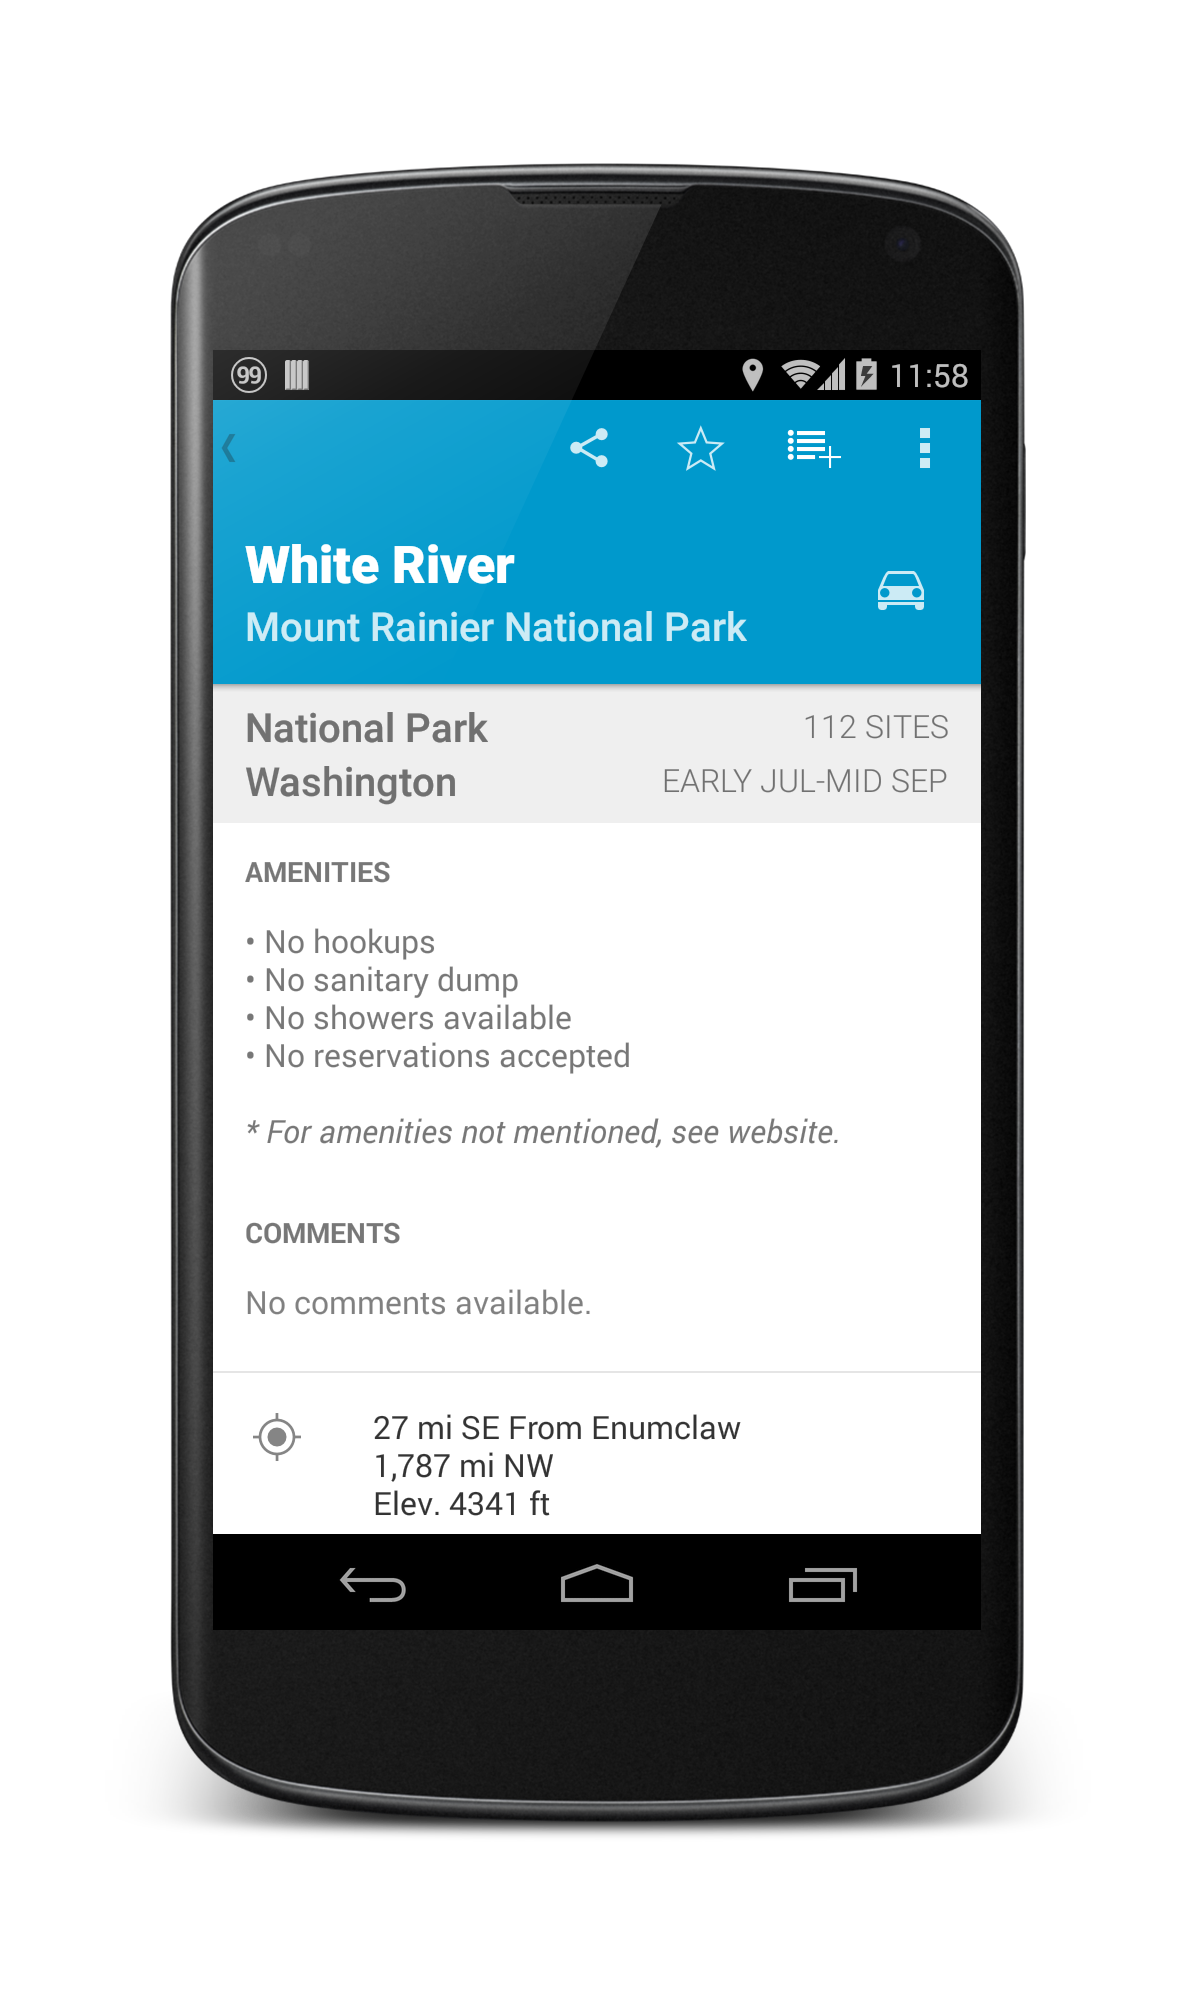 99
11:58
White River
Mount Rainier National Park
National Park
112 SITES
Washington
EARLY JUL-MID SEP
AMENITIES
• No hookups
• No sanitary dump
• No showers available
• No reservations accepted
* For amenities not mentioned, see website.
COMMENTS
No comments available.
27 mi SE From Enumclaw
1,787 mi NW
Elev. 4341 ft